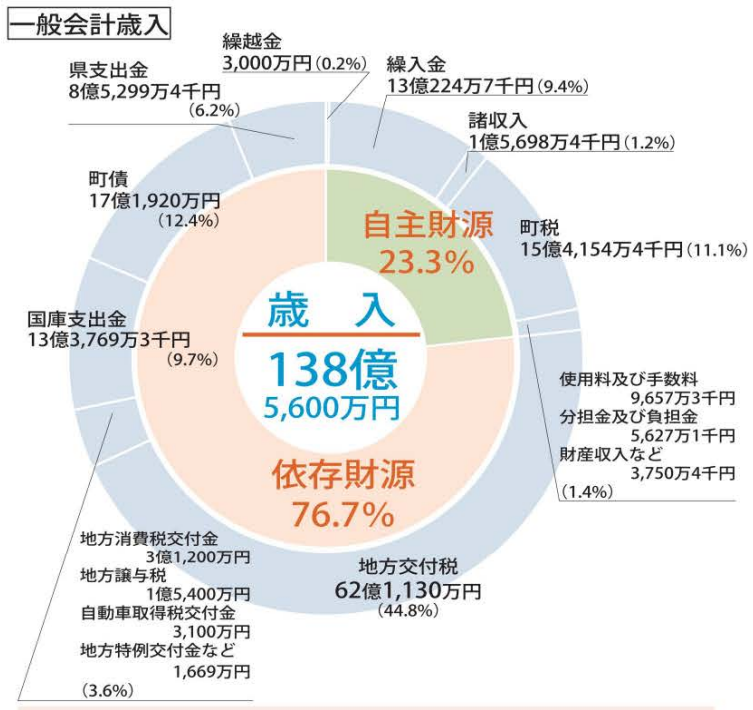 一般会計歳入
繰越金
3,000万円(0.2%)
繰入金
13億224万7千円(9.4%)
諸収入
1億5,698万4千円(1.2%)
町税
15億4,154万4千円(11.1%)
使用料及び手数料
9,657万3千円
分担金及び負担金
5,627万1千円
財産収入など
3,750万4千円
(1.4%)
地方交付税
62億1,130万円
(44.8%)
地方消費税交付金
3億1,200万円
地方譲与税
1億5,400万円
自動車取得税交付金
3,100万円
地方特例交付金など
1,669万円
(3.6%)
国庫支出金
13億3,769万3千円
(9.7%)
町債
17億1,920万円
(12.4%)
県支出金
8億5,299万4千円
(6.2%)
自主財源
23.3%
歳 入
138億
5,600万円
依存財源
76.7%